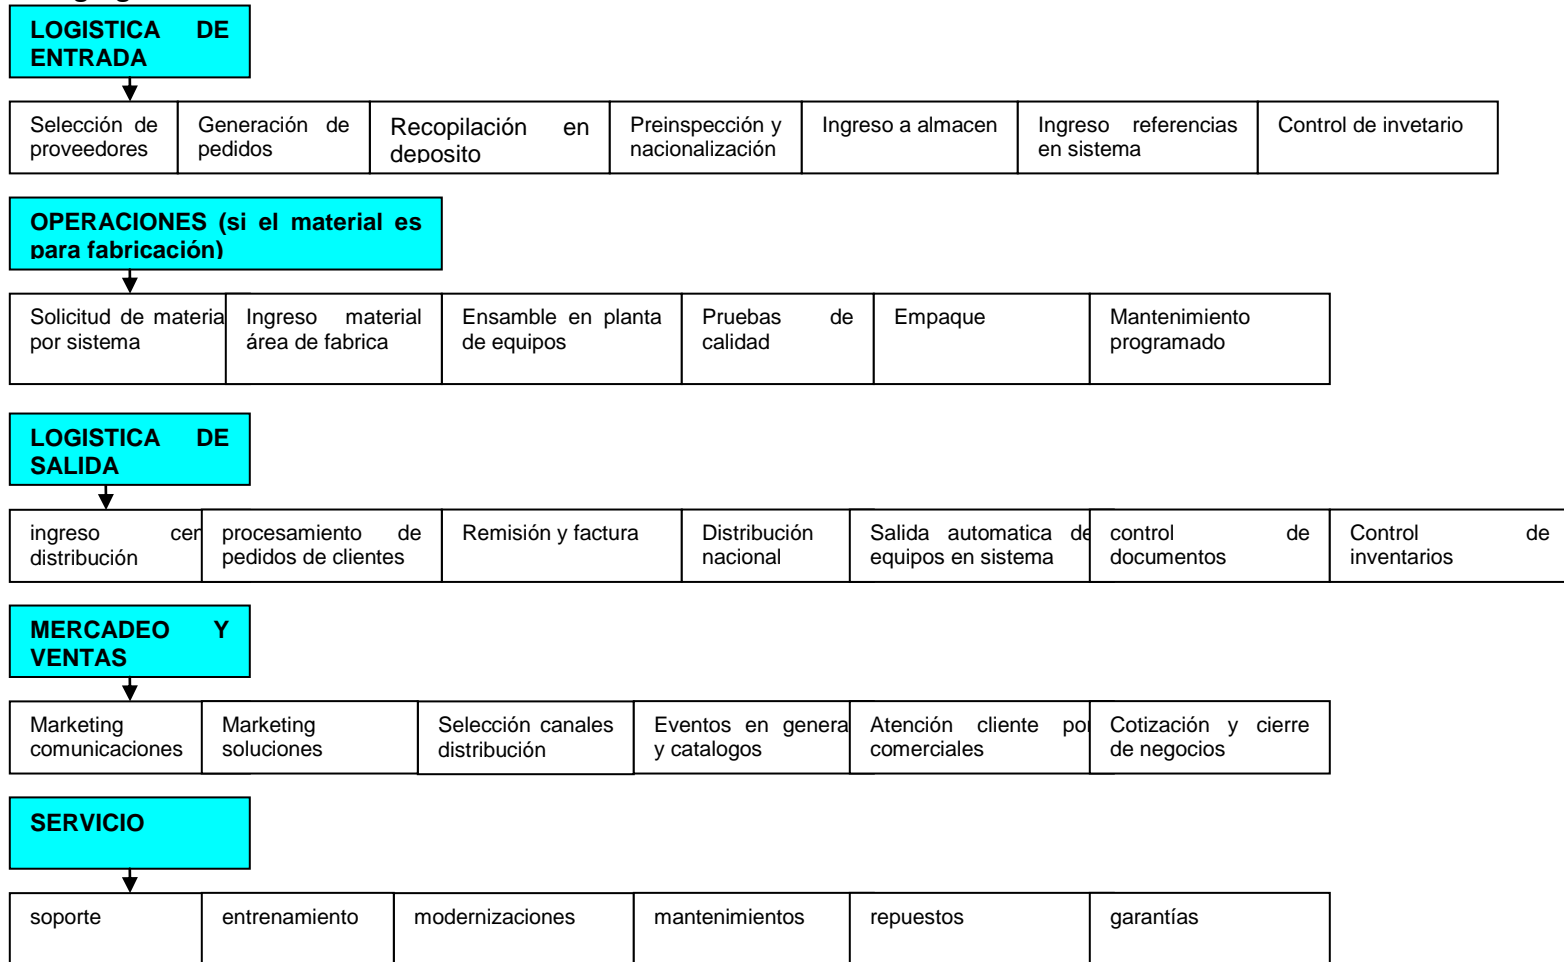 LOGISTICA DE
ENTRADA
Selección de
proveedores
Generación de
pedidos
Recopilación en
deposito
Preinspección y
nacionalización
Ingreso a almacen
Ingreso referencias
en sistema
Control de invetario
OPERACIONES (si el material es
para fabricación)
Solicitud de materia
por sistema
Ingreso material
área de fabrica
Ensamble en planta
de equipos
Pruebas de
calidad
Empaque
Mantenimiento
programado
LOGISTICA DE
SALIDA
ingreso cen
distribución
procesamiento de
pedidos de clientes
Remisión y factura
Distribución
nacional
Salida automatica de
equipos en sistema
control de
documentos
Control de
inventarios
MERCADEO Y
VENTAS
Marketing
comunicaciones
Marketing
soluciones
Selección canales
distribución
Eventos en genera
y catalogos
Atención cliente por
comerciales
Cotización y cierre
de negocios
SERVICIO
soporte
entrenamiento
modernizaciones
mantenimientos
repuestos
garantías